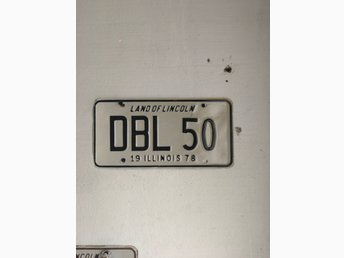 LAND OF LINCOLN
DBL 50
19 ILLINOIS 78